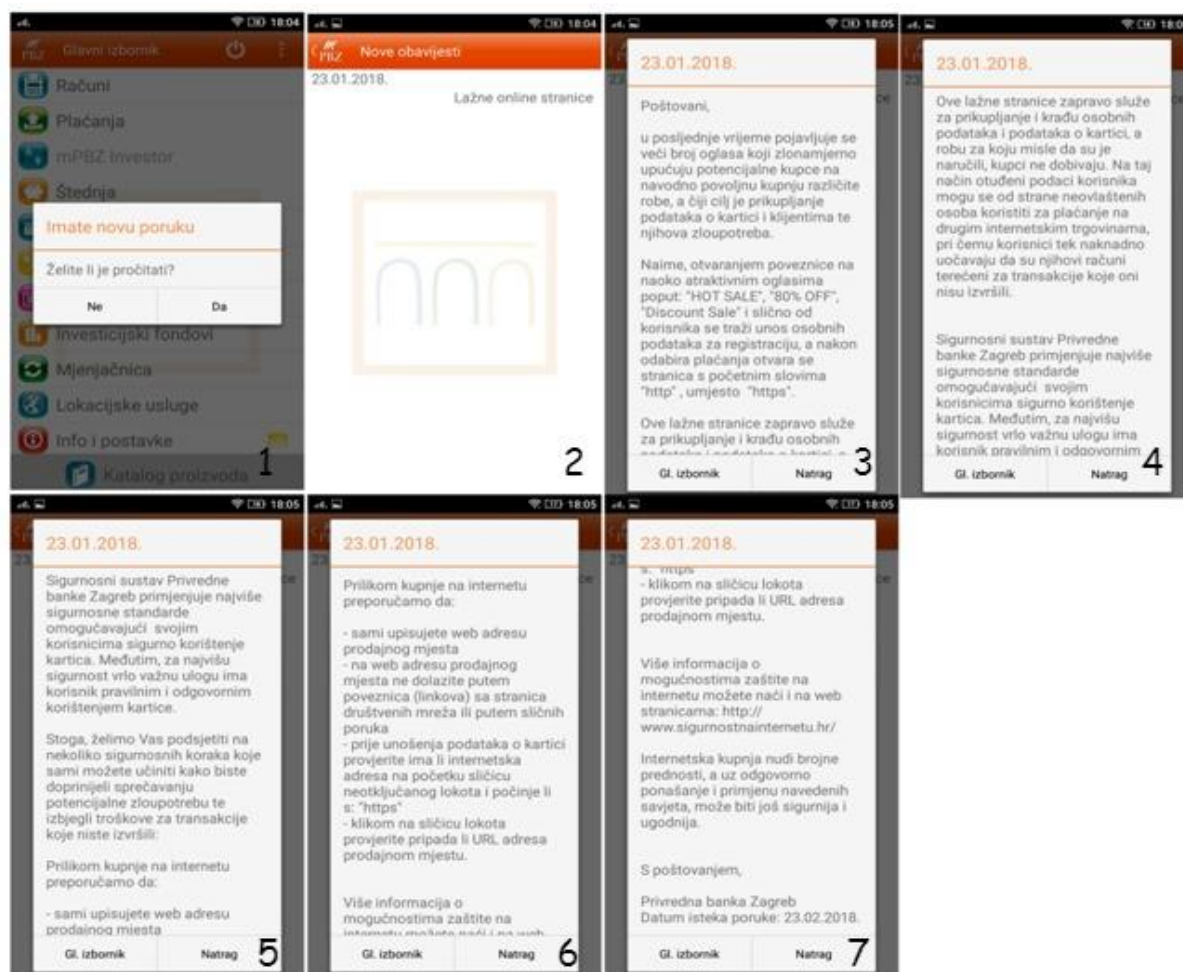 18:04
PBZ Glavni izbornik
Računi
Plaćanja
mPBZ Investor
Štednja
Imate novu poruku
Želite li je pročitati?
Ne Da
Investicijski fondovi
Mjenjačnica
Lokacijske usluge
Info i postavke
Katalog proizvoda
1
18:04
PBZ Nove obavijesti
23.01.2018.
Lažne online stranice
2
18:05
23.01.2018.
Poštovani,
u posljednje vrijeme pojavljuje se
veći broj oglasa koji zlonamjerno
upućuju potencijalne kupce na
navodno povoljnu kupnju različite
robe, a čiji cilj je prikupljanje
podataka o kartici i klijentima te
njihova zloupotreba.
Naime, otvaranjem poveznice na
naoko atraktivnim oglasima
poput: "HOT SALE", "80% OFF",
"Discount Sale" i slično od
korisnika se traži unos osobnih
podataka za registraciju, a nakon
odabira plaćanja otvara se
stranica s početnim slovima
"http" , umjesto "https".
Ove lažne stranice zapravo služe
za prikupljanje i krađu osobnih
Gl. izbornik Natrag
3
23.01.2018.
Ove lažne stranice zapravo služe
za prikupljanje i krađu osobnih
podataka i podataka o kartici, a
robu za koju misle da su je
naručili, kupci ne dobivaju. Na taj
način otuđeni podaci korisnika
mogu se od strane neovlaštenih
osoba koristiti za plaćanje na
drugim internetskim trgovinama,
pri čemu korisnici tek naknadno
uočavaju da su njihovi računi
terećeni za transakcije koje oni
nisu izvršili.
Sigurnosni sustav Privredne
banke Zagreb primjenjuje najviše
sigurnosne standarde
omogućavajući svojim
korisnicima sigurno korištenje
kartica. Međutim, za najvišu
sigurnost vrlo važnu ulogu ima
korisnik pravilnim i odgovornim
Gl. izbornik Natrag
4
18:05
23.01.2018.
Sigurnosni sustav Privredne
banke Zagreb primjenjuje najviše
sigurnosne standarde
omogućavajući svojim
korisnicima sigurno korištenje
kartica. Međutim, za najvišu
sigurnost vrlo važnu ulogu ima
korisnik pravilnim i odgovornim
korištenjem kartice.
Stoga, želimo Vas podsjetiti na
nekoliko sigurnosnih koraka koje
sami možete učiniti kako biste
doprinijeli sprečavanju
potencijalne zloupotrebu te
izbjegli troškove za transakcije
koje niste izvršili:
Prilikom kupnje na internetu
preporučamo da:
- sami upisujete web adresu
prodajnog mjesta
Gl. izbornik Natrag
5
18:05
23.01.2018.
Prilikom kupnje na internetu
preporučamo da:
- sami upisujete web adresu
prodajnog mjesta
- na web adresu prodajnog
mjesta ne dolazite putem
poveznica (linkova) sa stranica
društvenih mreža ili putem sličnih
poruka
- prije unošenja podataka o kartici
provjerite ima li internetska
adresa na početku sličicu
neotključanog lokota i počinje li
s: "https"
- klikom na sličicu lokota
provjerite pripada li URL adresa
prodajnom mjestu.
Više informacija o
mogućnostima zaštite na
internetu možete naći i na web
Gl. izbornik Natrag
6
18:05
23.01.2018.
s: "https
- klikom na sličicu lokota
provjerite pripada li URL adresa
prodajnom mjestu.
Više informacija o
mogućnostima zaštite na
internetu možete naći i na web
stranicama: http://
www.sigurnostnainternetu.hr/
Internetska kupnja nudi brojne
prednosti, a uz odgovorno
ponašanje i primjenu navedenih
savjeta, može biti još sigurnija i
ugodnija.
S poštovanjem,
Privredna banka Zagreb
Datum isteka poruke: 23.02.2018.
Gl. izbornik Natrag
7